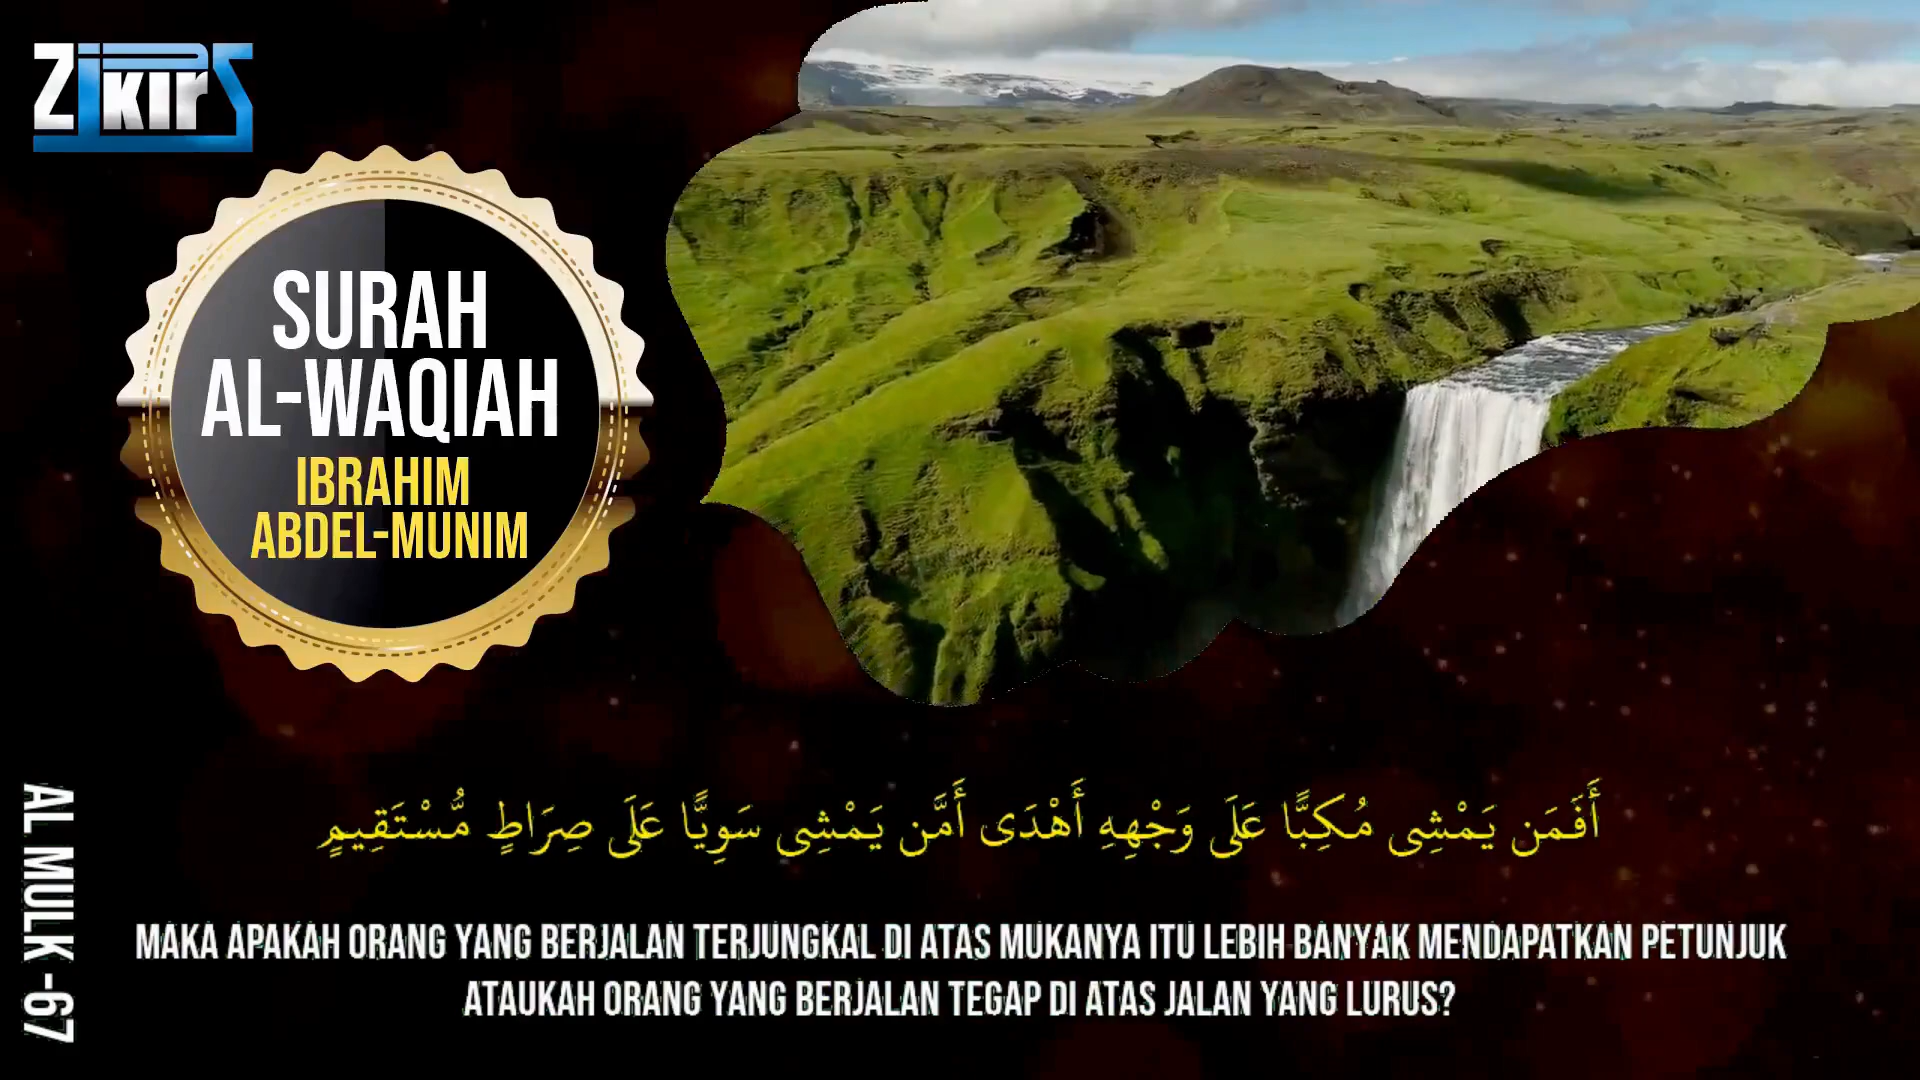 ZikirS
SURAH
AL-WAQIAH
IBRAHIM
ABDEL-MUNIM
أَفَمَن يَمْشِى مُكِبًّا عَلَى وَجْهِهِ أَهْدَى أَمَّن يَمْشِى سَوِيًّا عَلَى صِرَاطٍ مُّسْتَقِيمٍ
MAKA APAKAH ORANG YANG BERJALAN TERJUNGKAL DI ATAS MUKANYA ITU LEBIH BANYAK MENDAPATKAN PETUNJUK
ATAUKAH ORANG YANG BERJALAN TEGAP DI ATAS JALAN YANG LURUS?
AL MULK -67